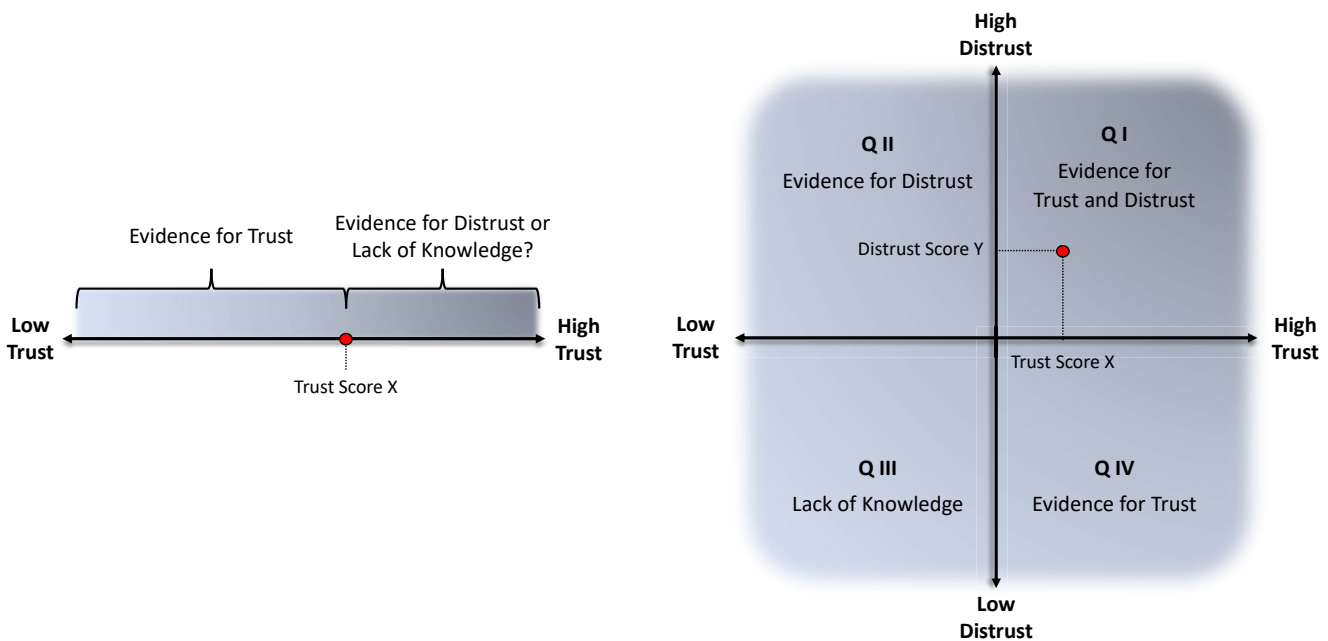 Evidence for Trust
Evidence for Distrust or
Lack of Knowledge?
Low
Trust
High
Trust
Trust Score X
High
Distrust
Q II
Evidence for Distrust
Q I
Evidence for
Trust and Distrust
Distrust Score Y
Low
Trust
High
Trust
Trust Score X
Q III
Lack of Knowledge
Q IV
Evidence for Trust
Low
Distrust